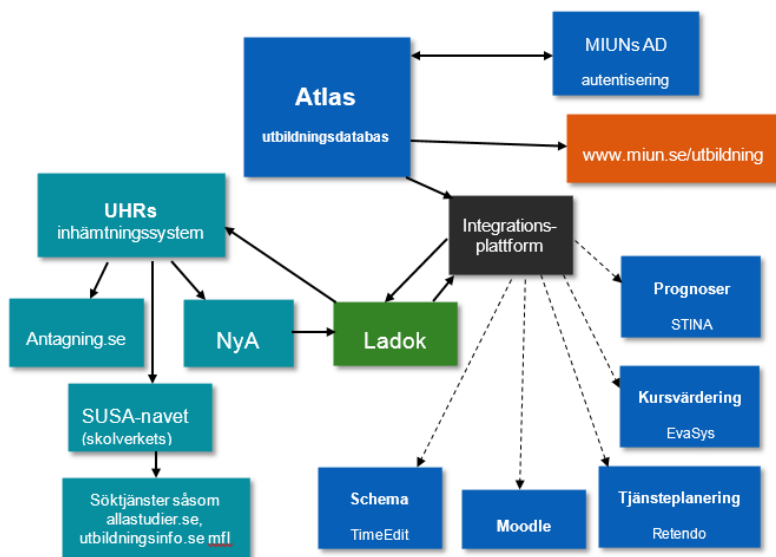 MIUNs AD
autentisering
Atlas
utbildningsdatabas
www.miun.se/utbildning
UHRs
inhämtningssystem
Integrations-
plattform
Prognoser
STINA
Antagning.se
NyA
Ladok
Kursvärdering
EvaSys
SUSA-navet
(skolverkets)
Söktjänster såsom
allastudier.se,
utbildningsinfo.se mfl
Schema
TimeEdit
Moodle
Tjänsteplanering
Retendo